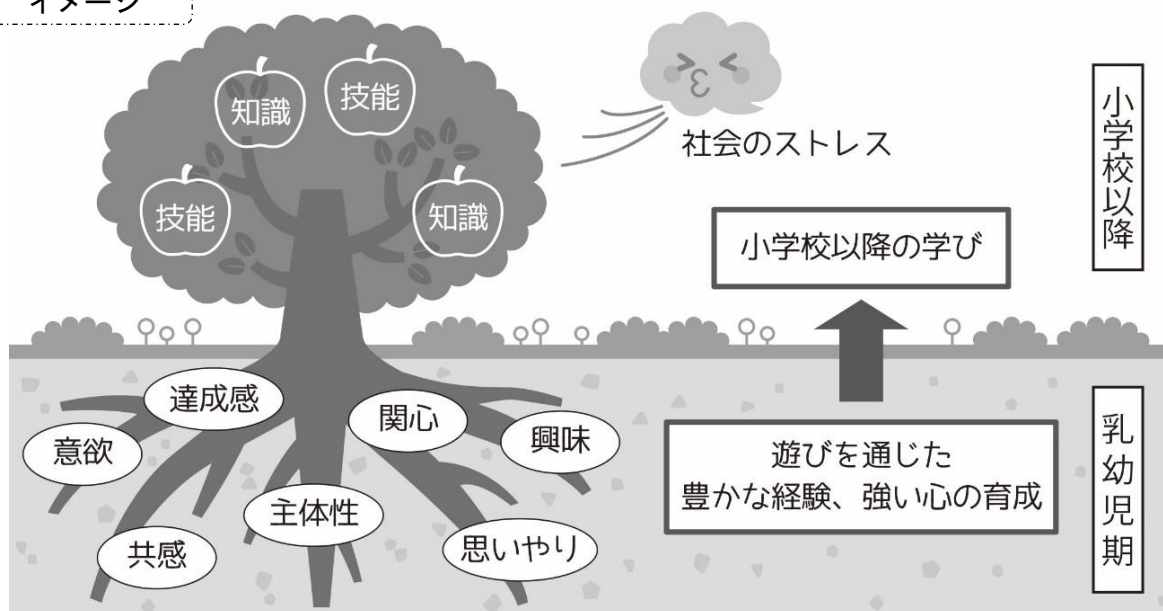 イメージ
知識
技能
技能
知識
社会のストレス
小学校以降
小学校以降の学び
達成感
意欲
関心
興味
主体性
共感
思いやり
遊びを通じた
豊かな経験、強い心の育成
乳幼児期